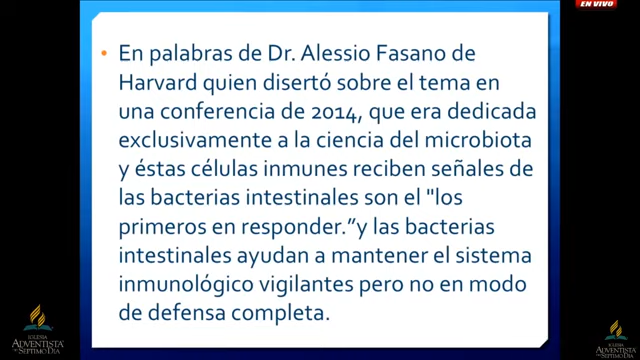 EN VIVO
• En palabras de Dr. Alessio Fasano de
Harvard quien disertó sobre el tema en
una conferencia de 2014, que era dedicada
exclusivamente a la ciencia del microbiota
y éstas células inmunes reciben señales de
las bacterias intestinales son el "los
primeros en responder.”y las bacterias
intestinales ayudan a mantener el sistema
inmunológico vigilantes pero no en modo
de defensa completa.
IGLESIA
ADVENTISTA
DEL SÉPTIMO DÍA
IGLESIA
ADVENTISTA
DEL SÉPTIMO DÍA